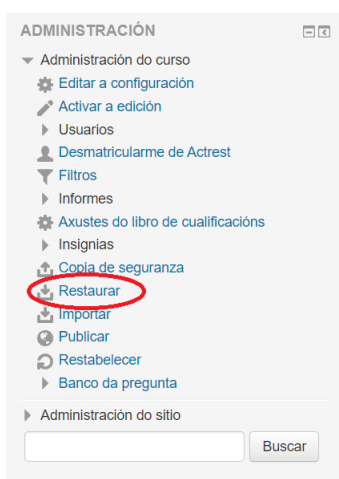 ADMINISTRACIÓN
Administración do curso
Editar a configuración
Activar a edición
Usuarios
Desmatricularme de Actrest
Filtros
Informes
Axustes do libro de cualificacións
Insignias
Copia de seguranza
Restaurar
Importar
Publicar
Restabelecer
Banco da pregunta
Administración do sitio
Buscar